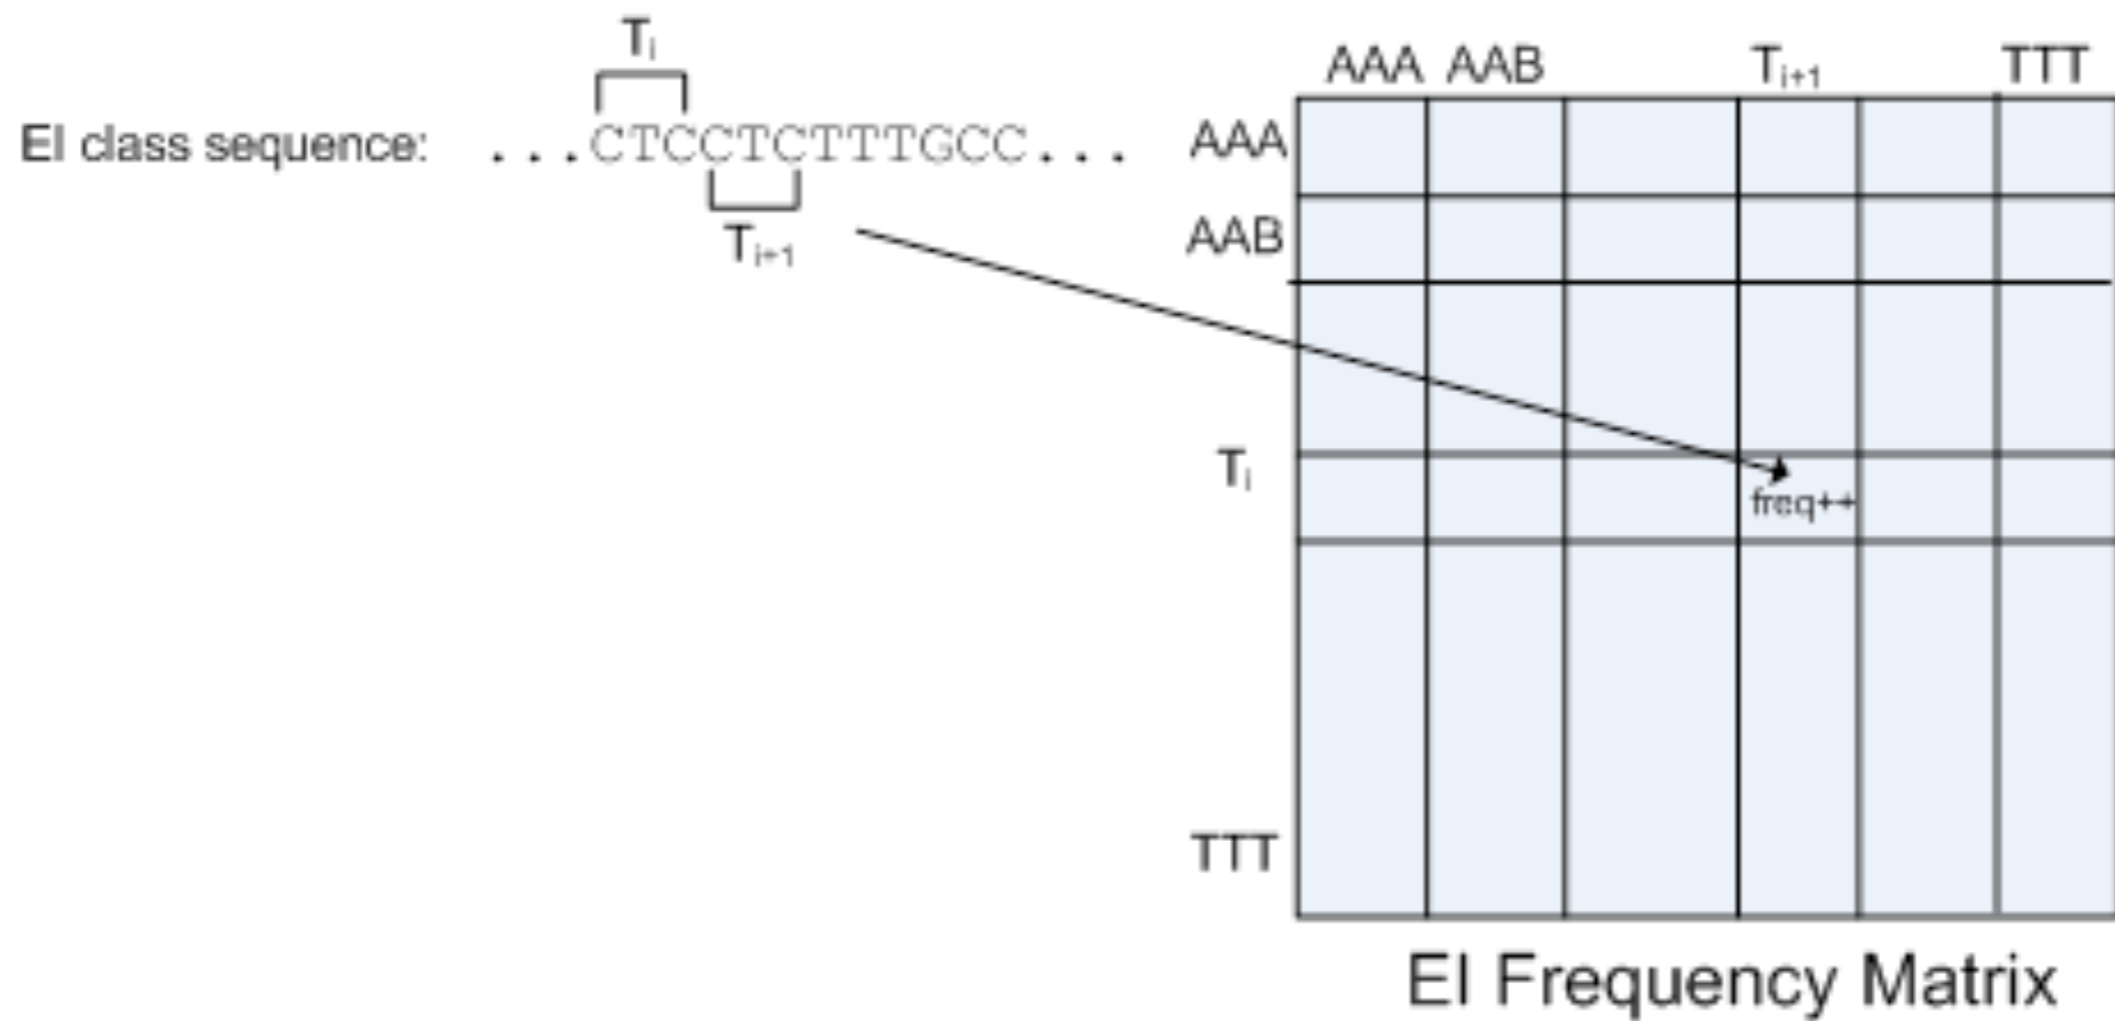 Ti
AAA AAB Ti+1 TTT
EI class sequence: ...CTCCTCTTTGCC...
AAA
Ti+1
AAB
Ti
freq++
TTT
EI Frequency Matrix